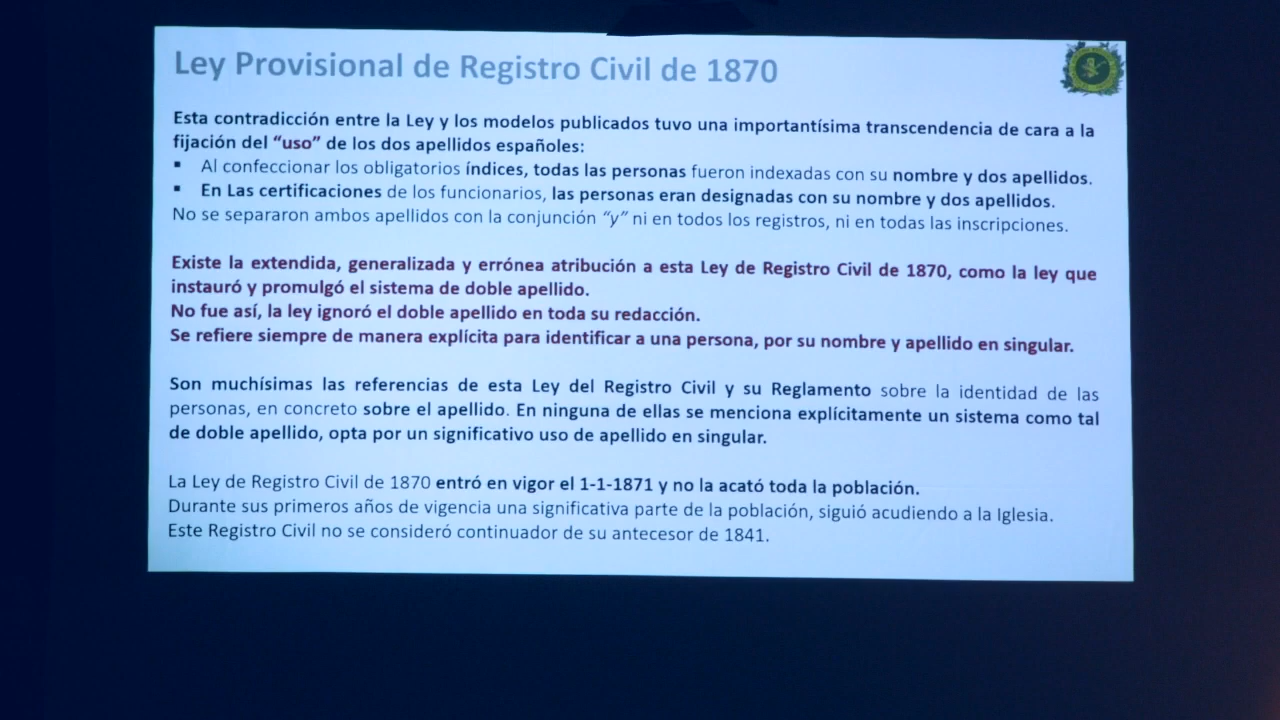 Ley Provisional de Registro Civil de 1870
Esta contradicción entre la Ley y los modelos publicados tuvo una importantísima transcendencia de cara a la
fijación del “uso” de los dos apellidos españoles:
▪ Al confeccionar los obligatorios índices, todas las personas fueron indexadas con su nombre y dos apellidos.
▪ En Las certificaciones de los funcionarios, las personas eran designadas con su nombre y dos apellidos.
No se separaron ambos apellidos con la conjunción “y” ni en todos los registros, ni en todas las inscripciones.
Existe la extendida, generalizada y errónea atribución a esta Ley de Registro Civil de 1870, como la ley que
instauró y promulgó el sistema de doble apellido.
No fue así, la ley ignoró el doble apellido en toda su redacción.
Se refiere siempre de manera explícita para identificar a una persona, por su nombre y apellido en singular.
Son muchísimas las referencias de esta Ley del Registro Civil y su Reglamento sobre la identidad de las
personas, en concreto sobre el apellido. En ninguna de ellas se menciona explícitamente un sistema como tal
de doble apellido, opta por un significativo uso de apellido en singular.
La Ley de Registro Civil de 1870 entró en vigor el 1-1-1871 y no la acató toda la población.
Durante sus primeros años de vigencia una significativa parte de la población, siguió acudiendo a la Iglesia.
Este Registro Civil no se consideró continuador de su antecesor de 1841.